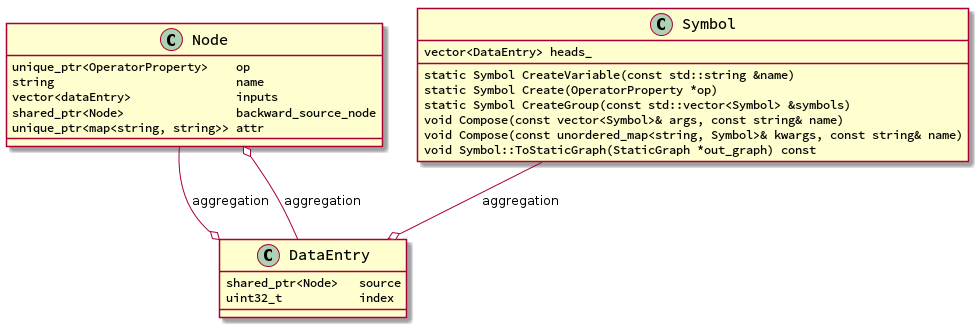 C Node
unique_ptr<OperatorProperty> op
string name
vector<dataEntry> inputs
shared_ptr<Node> backward_source_node
unique_ptr<map<string, string>> attr
C Symbol
vector<DataEntry> heads_
static Symbol CreateVariable(const std::string &name)
static Symbol Create(OperatorProperty *op)
static Symbol CreateGroup(const std::vector<Symbol> &symbols)
void Compose(const vector<Symbol>& args, const string& name)
void Compose(const unordered_map<string, Symbol>& kwargs, const string& name)
void Symbol::ToStaticGraph(StaticGraph *out_graph) const
aggregation
aggregation
aggregation
C DataEntry
shared_ptr<Node> source
uint32_t index